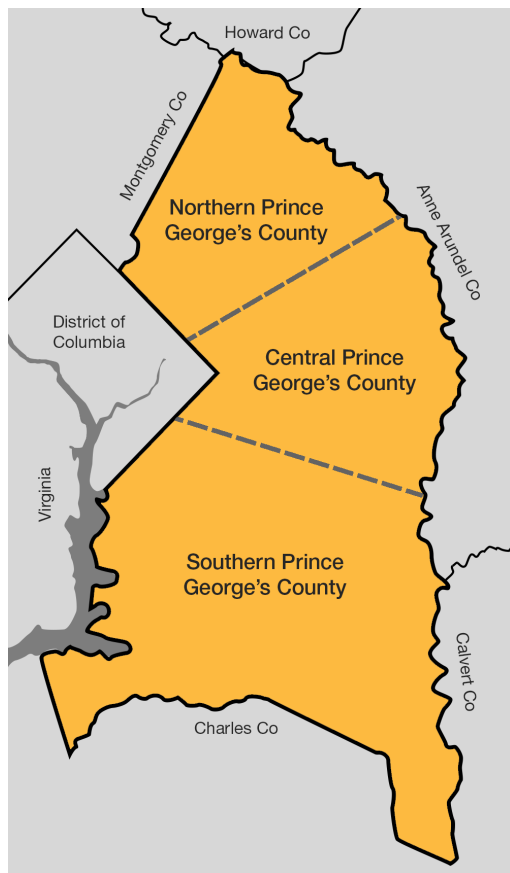 Howard Co
Montgomery Co
Northern Prince
George's County
Anne Arundel Co
District of
Columbia
Central Prince
George's County
Virginia
Southern Prince
George's County
Calvert Co
Charles Co